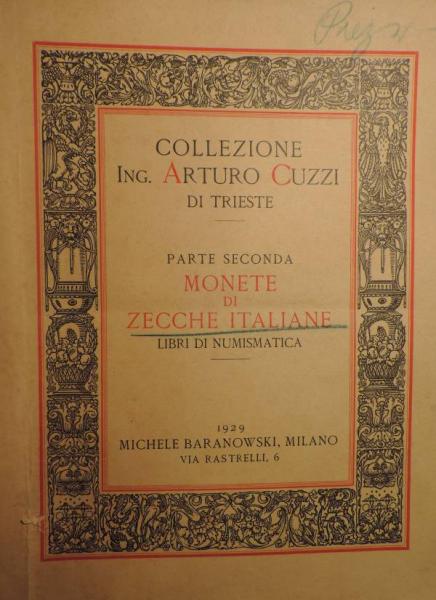 COLLEZIONE
ING. ARTURO CUZZI
DI TRIESTE
PARTE SECONDA
MONETE
DI
ZECCHE ITALIANE
LIBRI DI NUMISMATICA
1929
MICHELE BARANOWSKI, MILANO
VIA RASTRELLI, 6